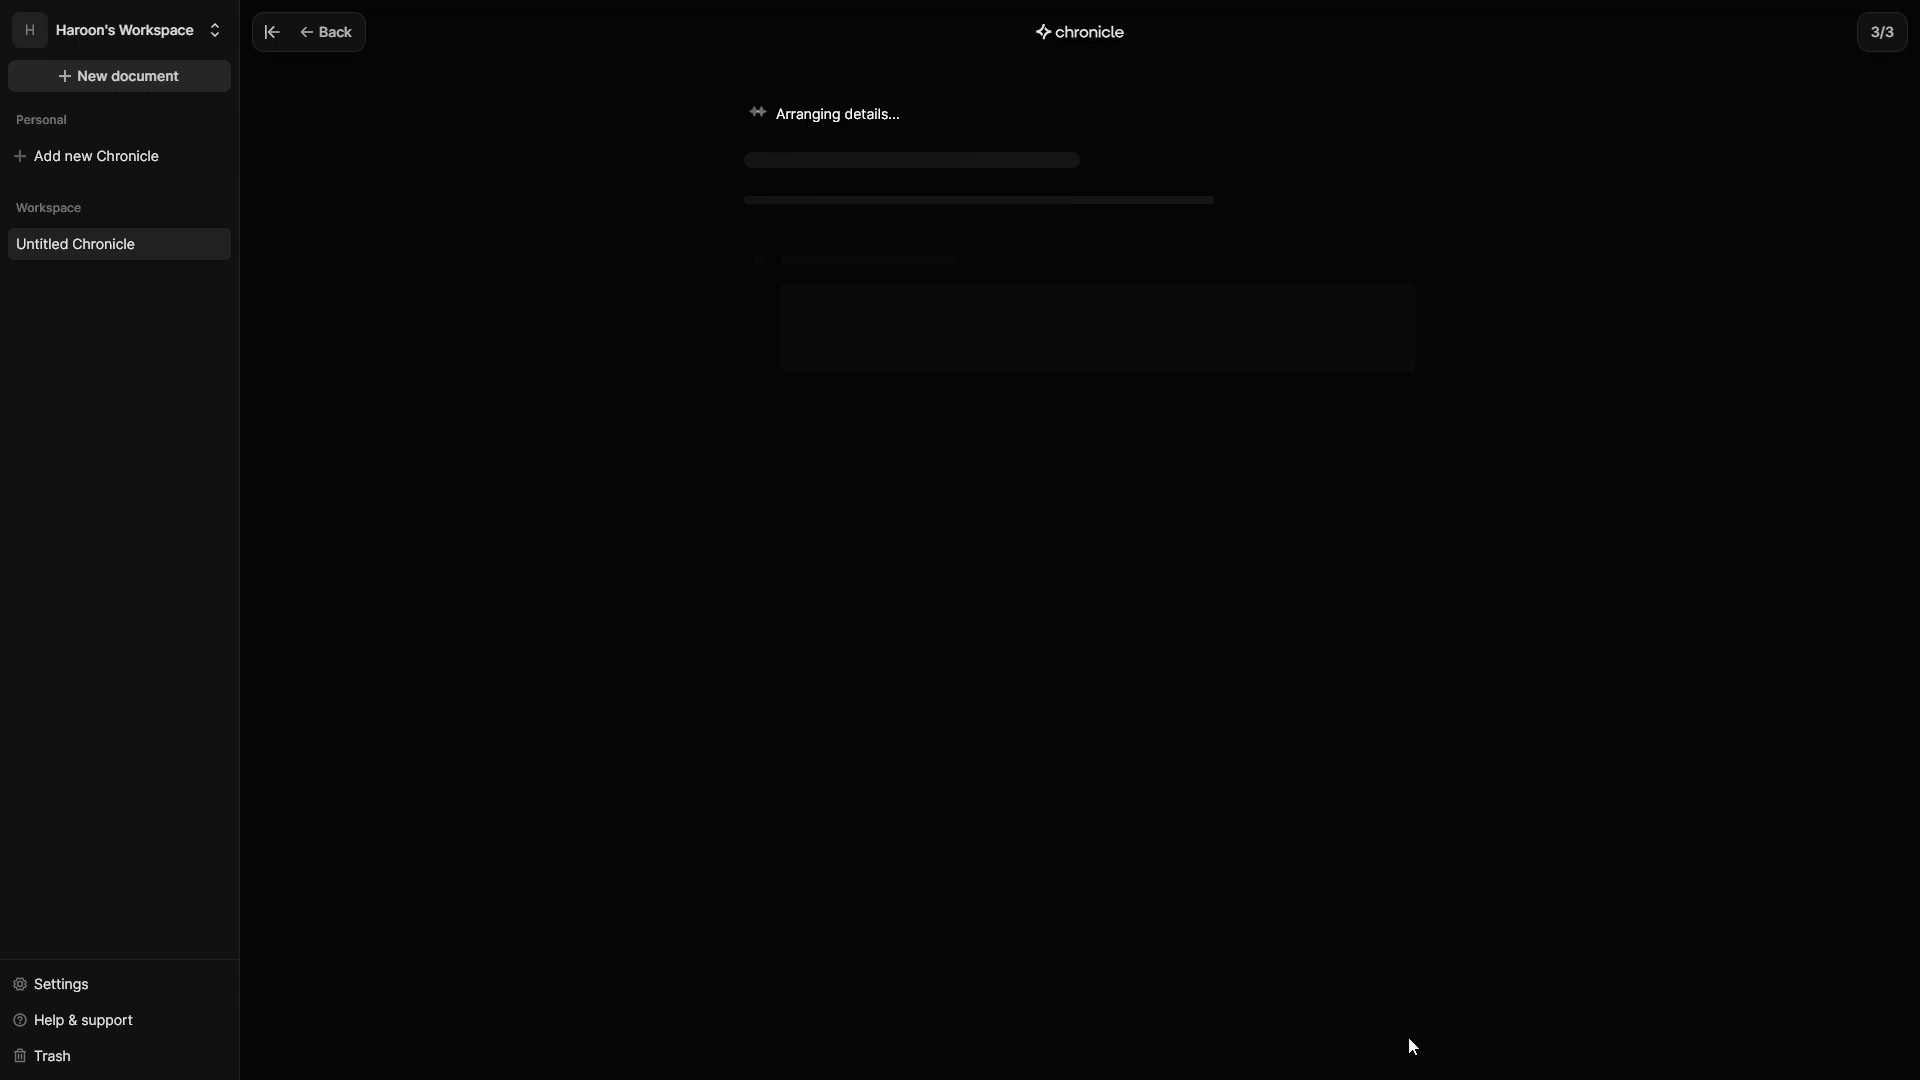 H
Haroon's Workspace
New document
Personal
Add new Chronicle
Workspace
Untitled Chronicle
Settings
Help & support
Trash
Back
chronicle
3/3
Arranging details...